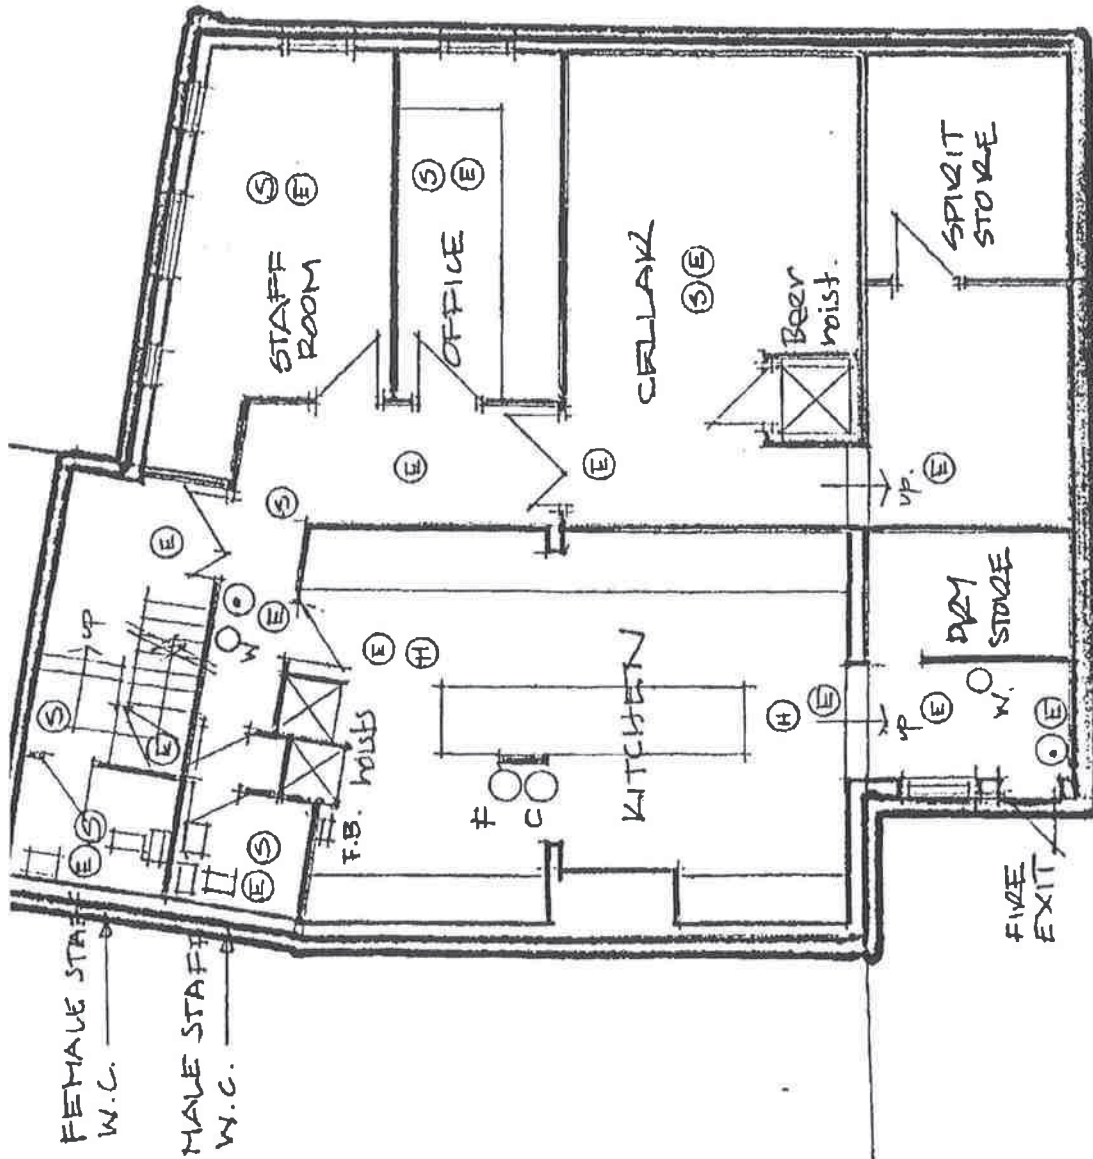 FEMALE STAF
W.C.
MALE STAFF
W.C.
UP
S
E
E
S
E
E
S
E
W
E
S
STAFF
ROOM
S
E
OFFICE
S
E
E
E
CELLAR
S
E
Beer
hoist.
UP.
E
SPIRIT
STORE
F.B. hoists
E
H
KITCHEN
F
C
H
E
UP
E
DRY
STORE
W.
E
FIRE
EXIT